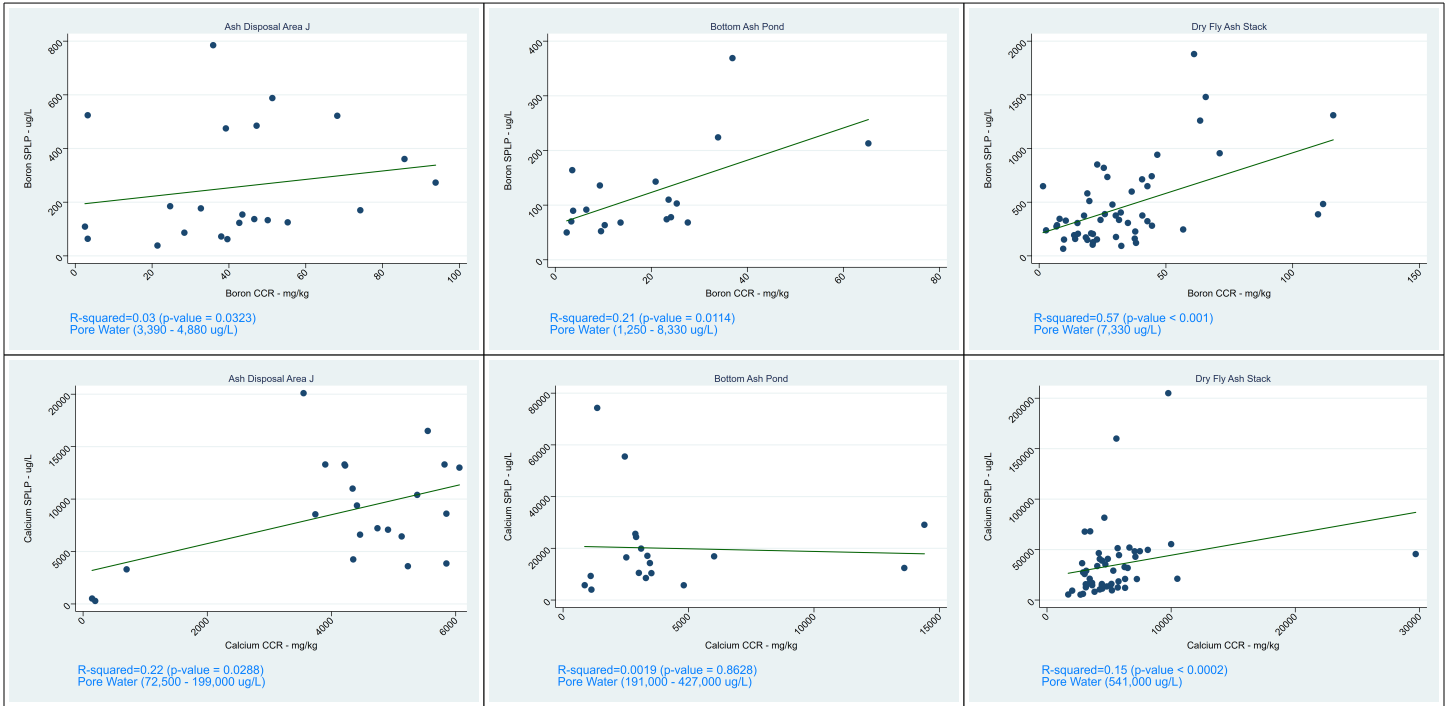 Ash Disposal Area J
Boron SPLP - ug/L
0
200
400
600
800
0
20
40
60
80
100
Boron CCR - mg/kg
R-squared=0.03 (p-value = 0.0323)
Pore Water (3,390 - 4,880 ug/L)
Bottom Ash Pond
Boron SPLP - ug/L
0
100
200
300
400
0
20
40
60
80
Boron CCR - mg/kg
R-squared=0.21 (p-value = 0.0114)
Pore Water (1,250 - 8,330 ug/L)
Dry Fly Ash Stack
Boron SPLP - ug/L
0
500
1000
1500
2000
0
50
100
150
Boron CCR - mg/kg
R-squared=0.57 (p-value < 0.001)
Pore Water (7,330 ug/L)
Ash Disposal Area J
Calcium SPLP - ug/L
0
5000
10000
15000
20000
0
2000
4000
6000
Calcium CCR - mg/kg
R-squared=0.22 (p-value = 0.0288)
Pore Water (72,500 - 199,000 ug/L)
Bottom Ash Pond
Calcium SPLP - ug/L
0
20000
40000
60000
80000
0
5000
10000
15000
Calcium CCR - mg/kg
R-squared=0.0019 (p-value = 0.8628)
Pore Water (191,000 - 427,000 ug/L)
Dry Fly Ash Stack
Calcium SPLP - ug/L
0
50000
100000
150000
200000
0
10000
20000
30000
Calcium CCR - mg/kg
R-squared=0.15 (p-value < 0.0002)
Pore Water (541,000 ug/L)